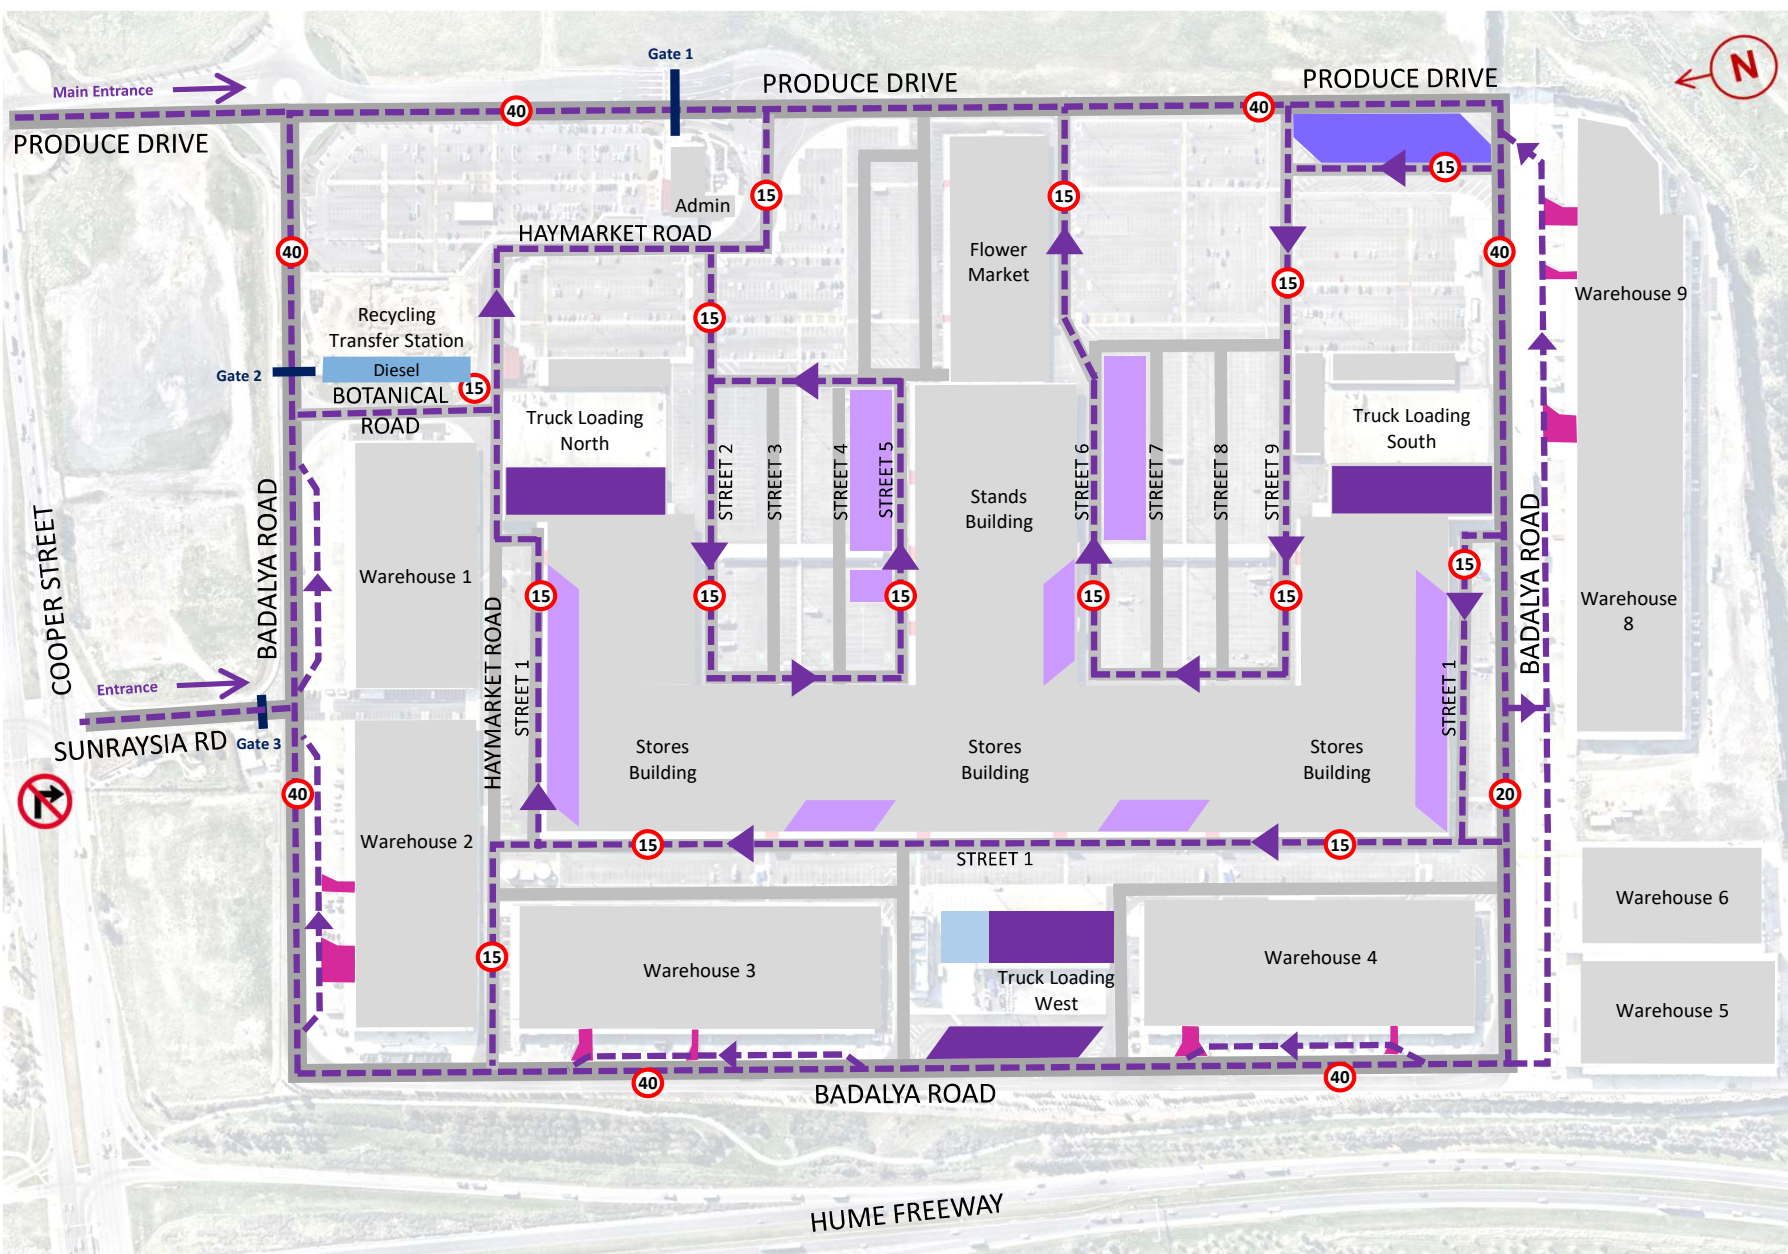 Gate 1
PRODUCE DRIVE
PRODUCE DRIVE
N
Main Entrance
40
40
PRODUCE DRIVE
15
15
15
Admin
HAYMARKET ROAD
40
40
Flower
Market
15
Warehouse 9
Recycling
Transfer Station
15
Gate 2
Diesel
15
BOTANICAL
ROAD
Truck Loading
North
Truck Loading
South
STREET 2
STREET 3
STREET 4
STREET 5
STREET 6
STREET 7
STREET 8
STREET 9
Stands
Building
COOPER STREET
BADALYA ROAD
BADALYA ROAD
15
Warehouse 1
15
15
15
15
15
Warehouse
8
HAYMARKET ROAD
STREET 1
STREET 1
Entrance
SUNRAYSIA RD
Gate 3
Stores
Building
Stores
Building
Stores
Building
40
20
Warehouse 2
15
15
STREET 1
Warehouse 6
15
Warehouse 3
Truck Loading
West
Warehouse 4
Warehouse 5
40
40
BADALYA ROAD
HUME FREEWAY